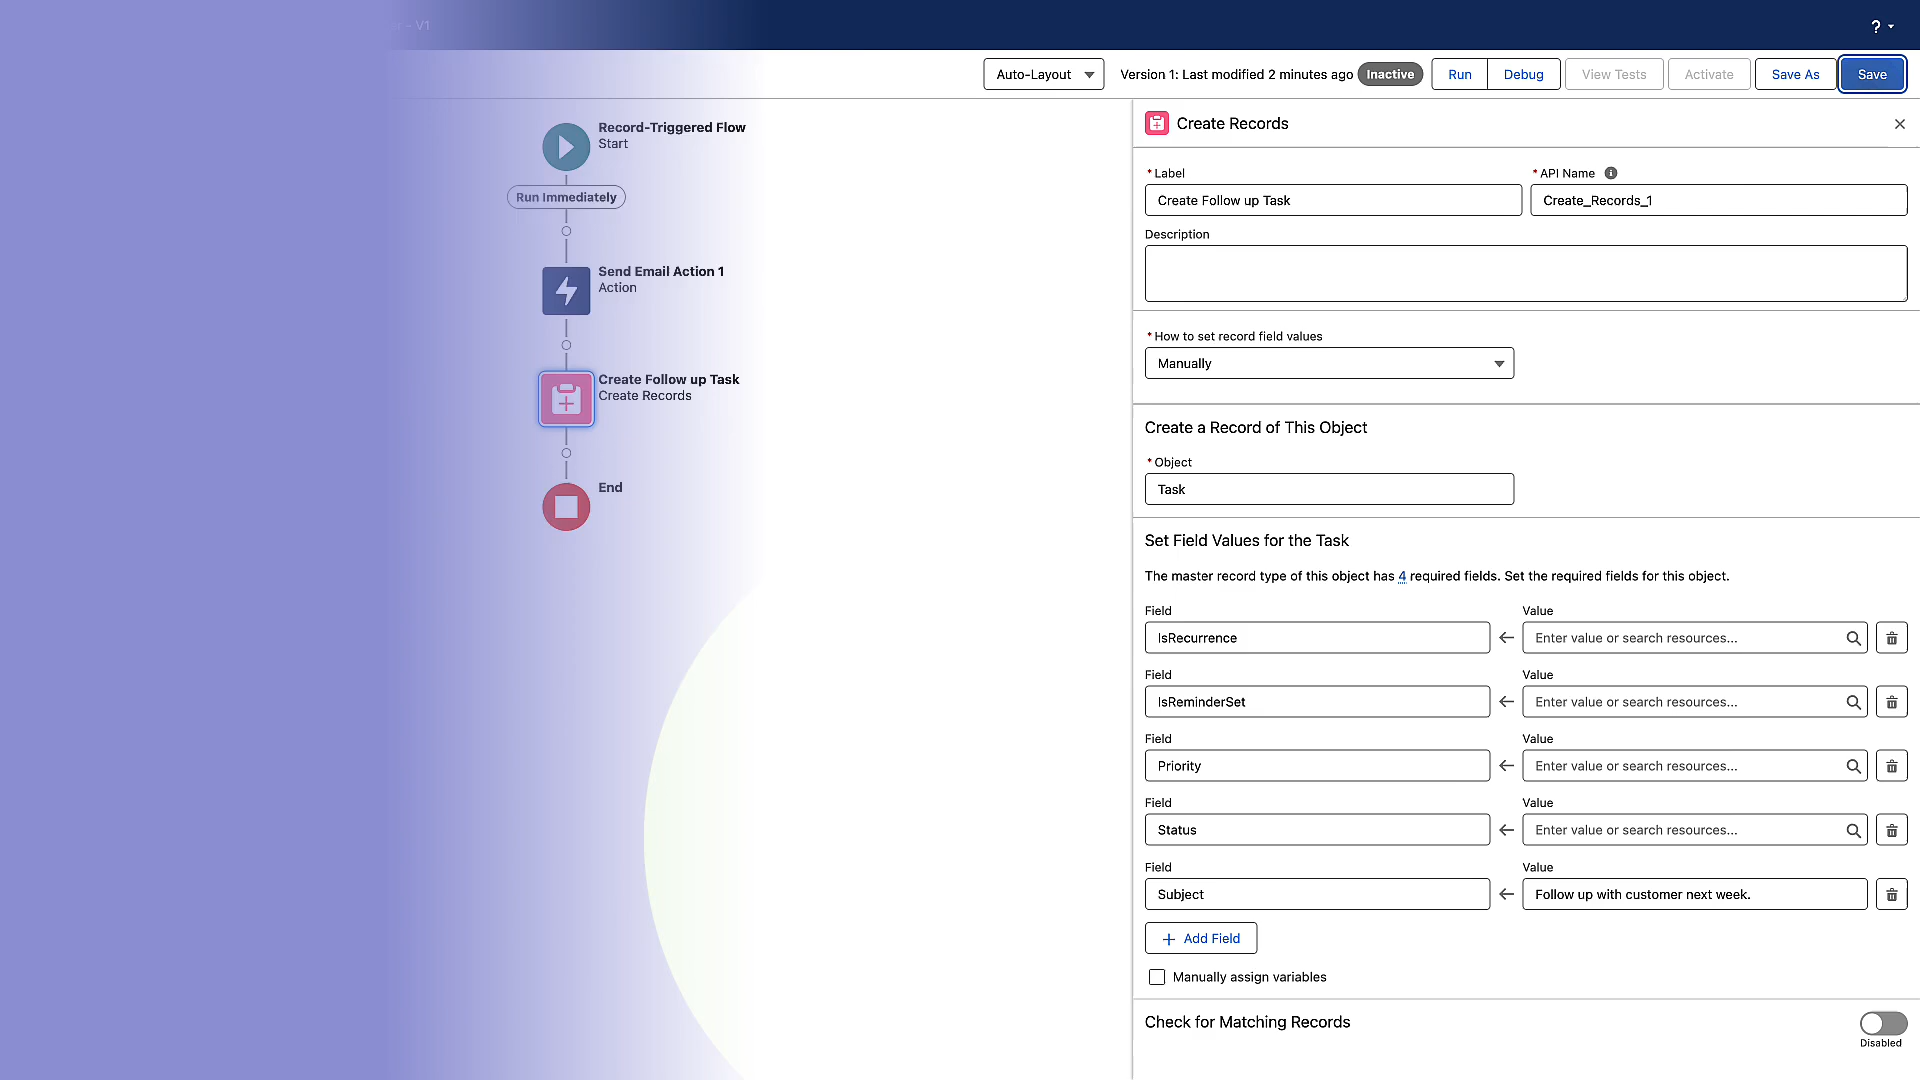 - V1
?
Auto-Layout
Version 1: Last modified 2 minutes ago
Inactive
Run
Debug
View Tests
Activate
Save As
Save
Record-Triggered Flow
Start
Run Immediately
Send Email Action 1
Action
Create Follow up Task
Create Records
End
Create Records
* Label
Create Follow up Task
* API Name
Create_Records_1
Description
* How to set record field values
Manually
Create a Record of This Object
* Object
Task
Set Field Values for the Task
The master record type of this object has 4 required fields. Set the required fields for this object.
Field
Value
IsRecurrence
Enter value or search resources...
Field
Value
IsReminderSet
Enter value or search resources...
Field
Value
Priority
Enter value or search resources...
Field
Value
Status
Enter value or search resources...
Field
Value
Subject
Follow up with customer next week.
+ Add Field
Manually assign variables
Check for Matching Records
Disabled